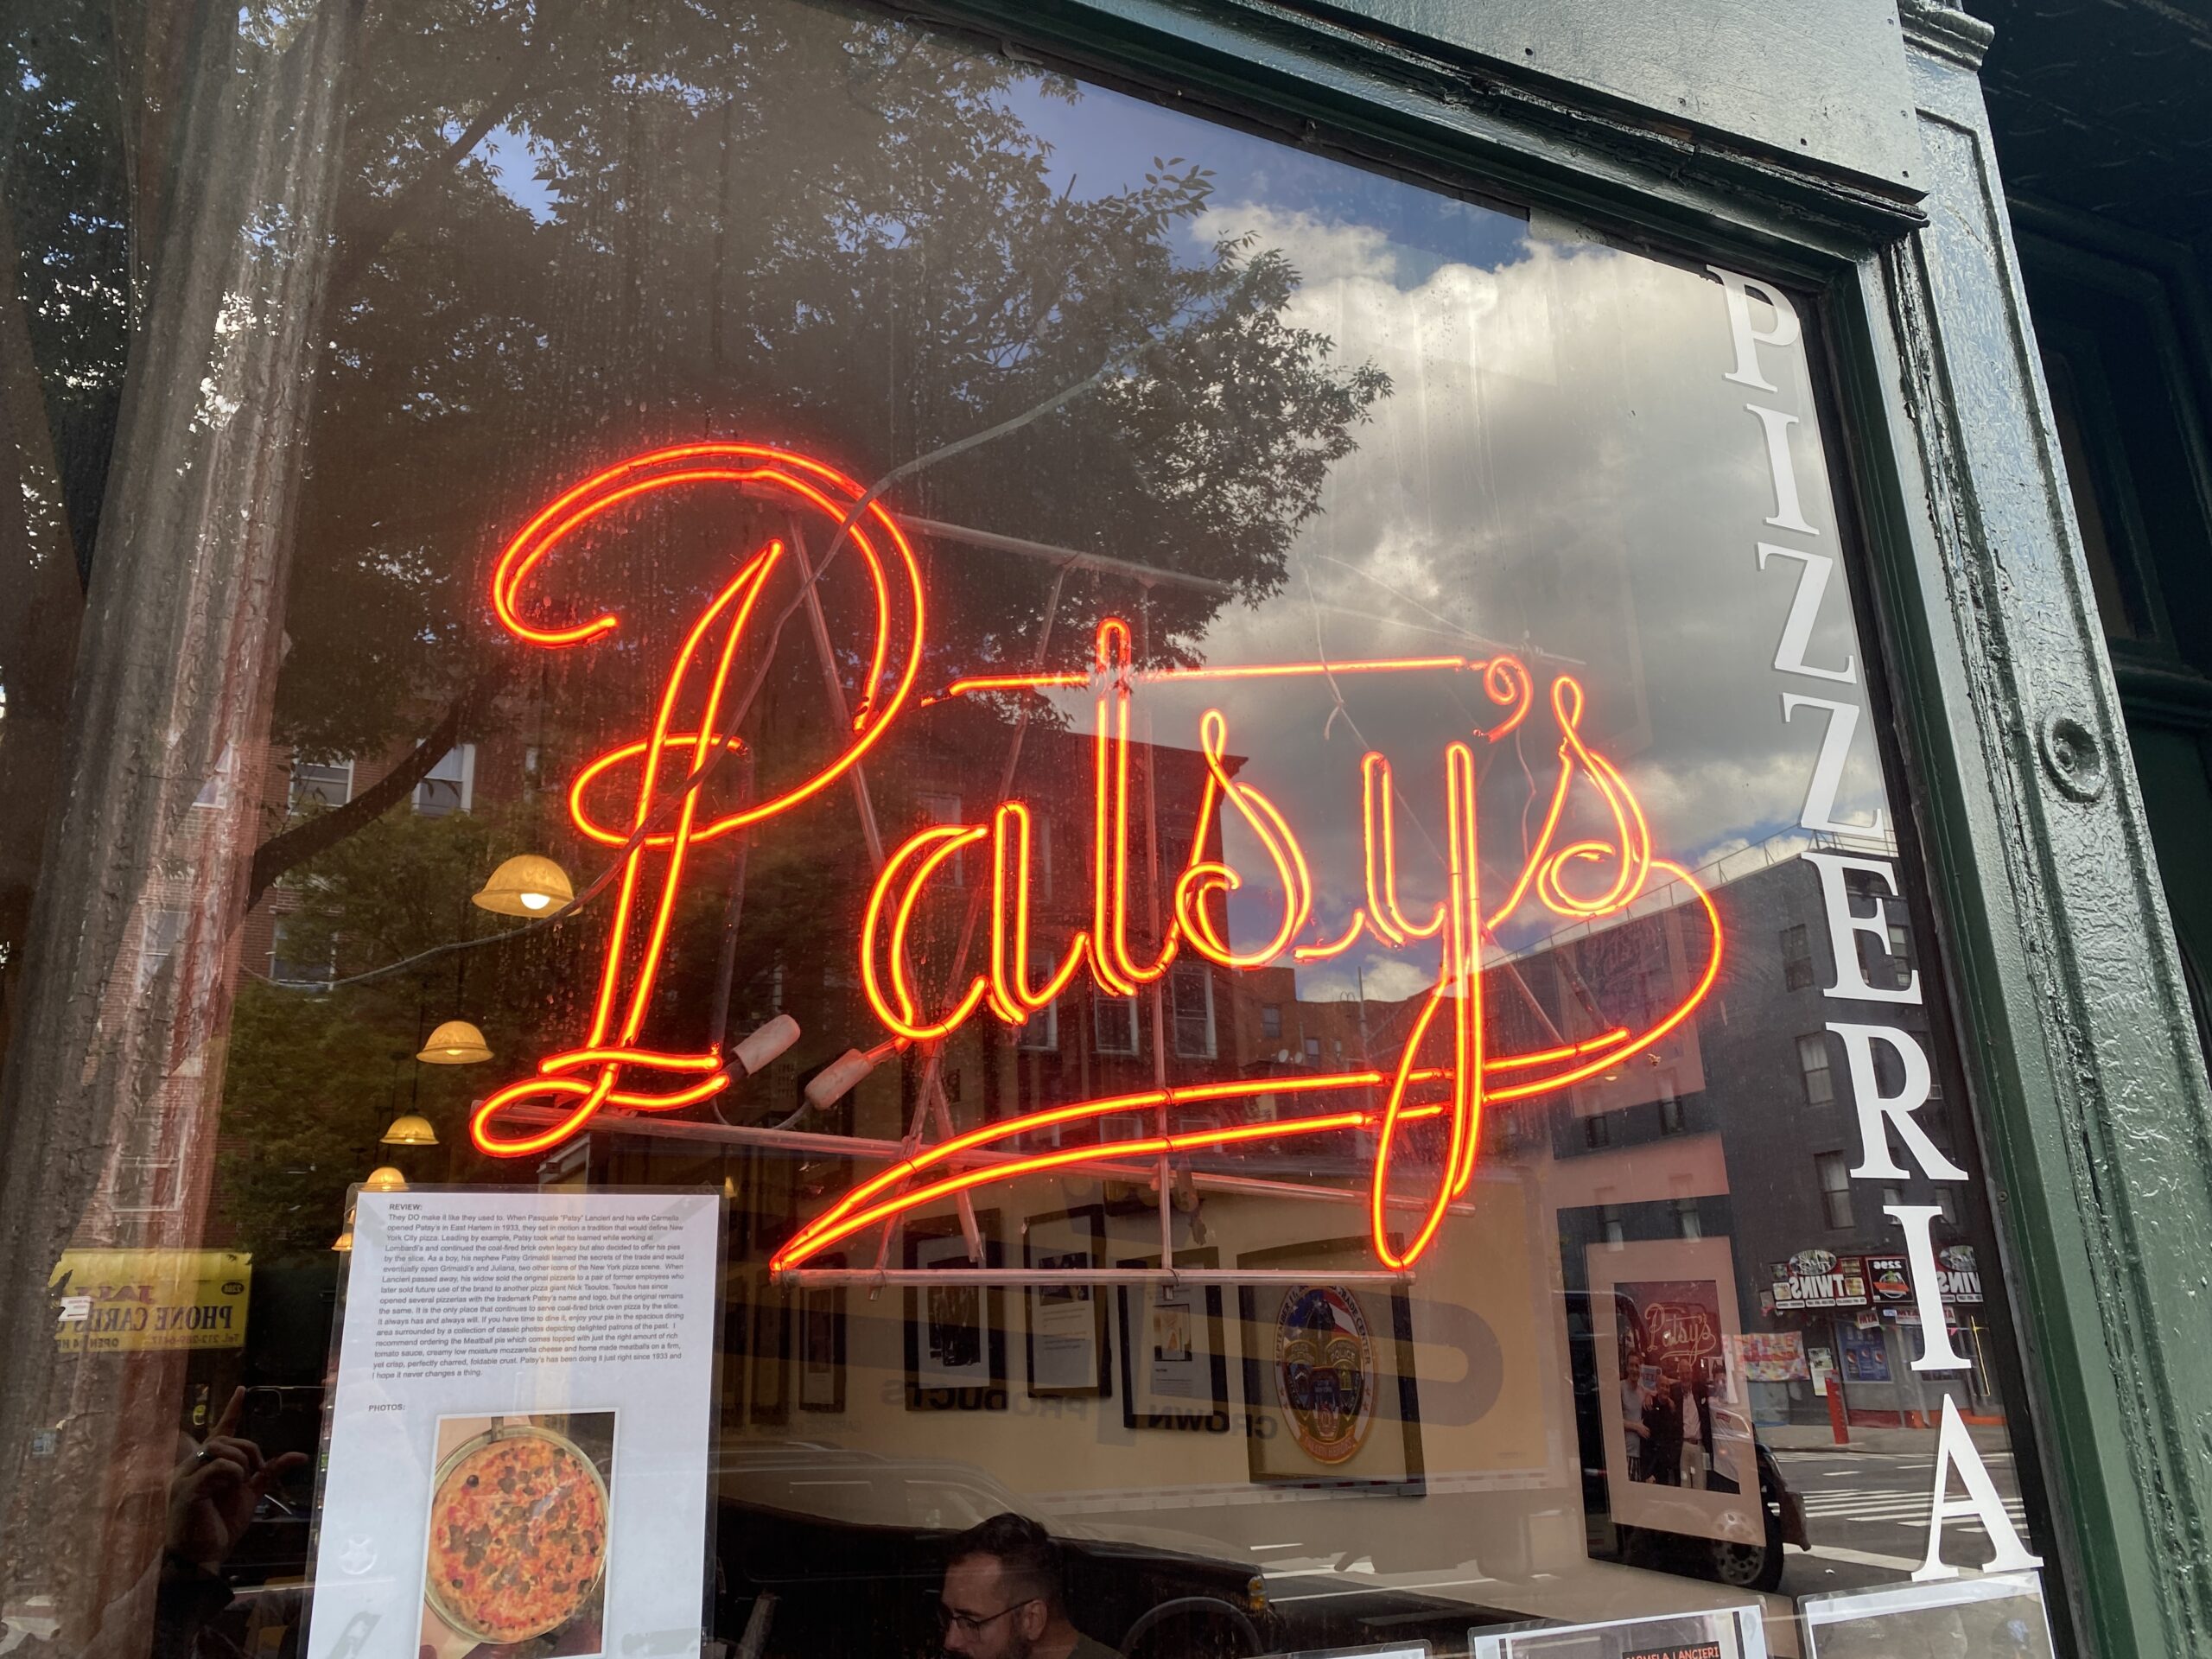 Patsy's
PIZZERIA
REVIEW:
They DO make it like they used to. When Pasquale "Patsy" Lancieri and his wife Carmella
opened Patsy's in East Harlem in 1933, they set in motion a tradition that would define New
York City pizza. Leading by example, Patsy took what he learned while working at
Lombardi's and continued the coal-fired brick oven legacy but also decided to offer his pies
by the slice. As a boy, his nephew Patsy Grimaldi learned the secrets of the trade and would
eventually open Grimaldi's and Juliana, two other icons of the New York pizza scene. When
Lancieri passed away, his widow sold the original pizzeria to a pair of former employees who
later sold future use of the brand to another pizza giant Nick Tsoulos. Tsoulos has since
opened several pizzerias with the trademark Patsy's name and logo, but the original remains
the same. It is the only place that continues to serve coal-fired brick oven pizza by the slice.
It always has and always will. If you have time to dine it, enjoy your pie in the spacious dining
area surrounded by a collection of classic photos depicting delighted patrons of the past. I
recommend ordering the Meatball pie which comes topped with just the right amount of rich
tomato sauce, creamy low moisture mozzarella cheese and home made meatballs on a firm,
yet crisp, perfectly charred, foldable crust. Patsy's has been doing it just right since 1933 and
I hope it never changes a thing.
PHOTOS:
PHONE CARDS
OPEN 24 H
CROWN PRODUCTS
Patsy's
TWINS
2296
LANCIERI